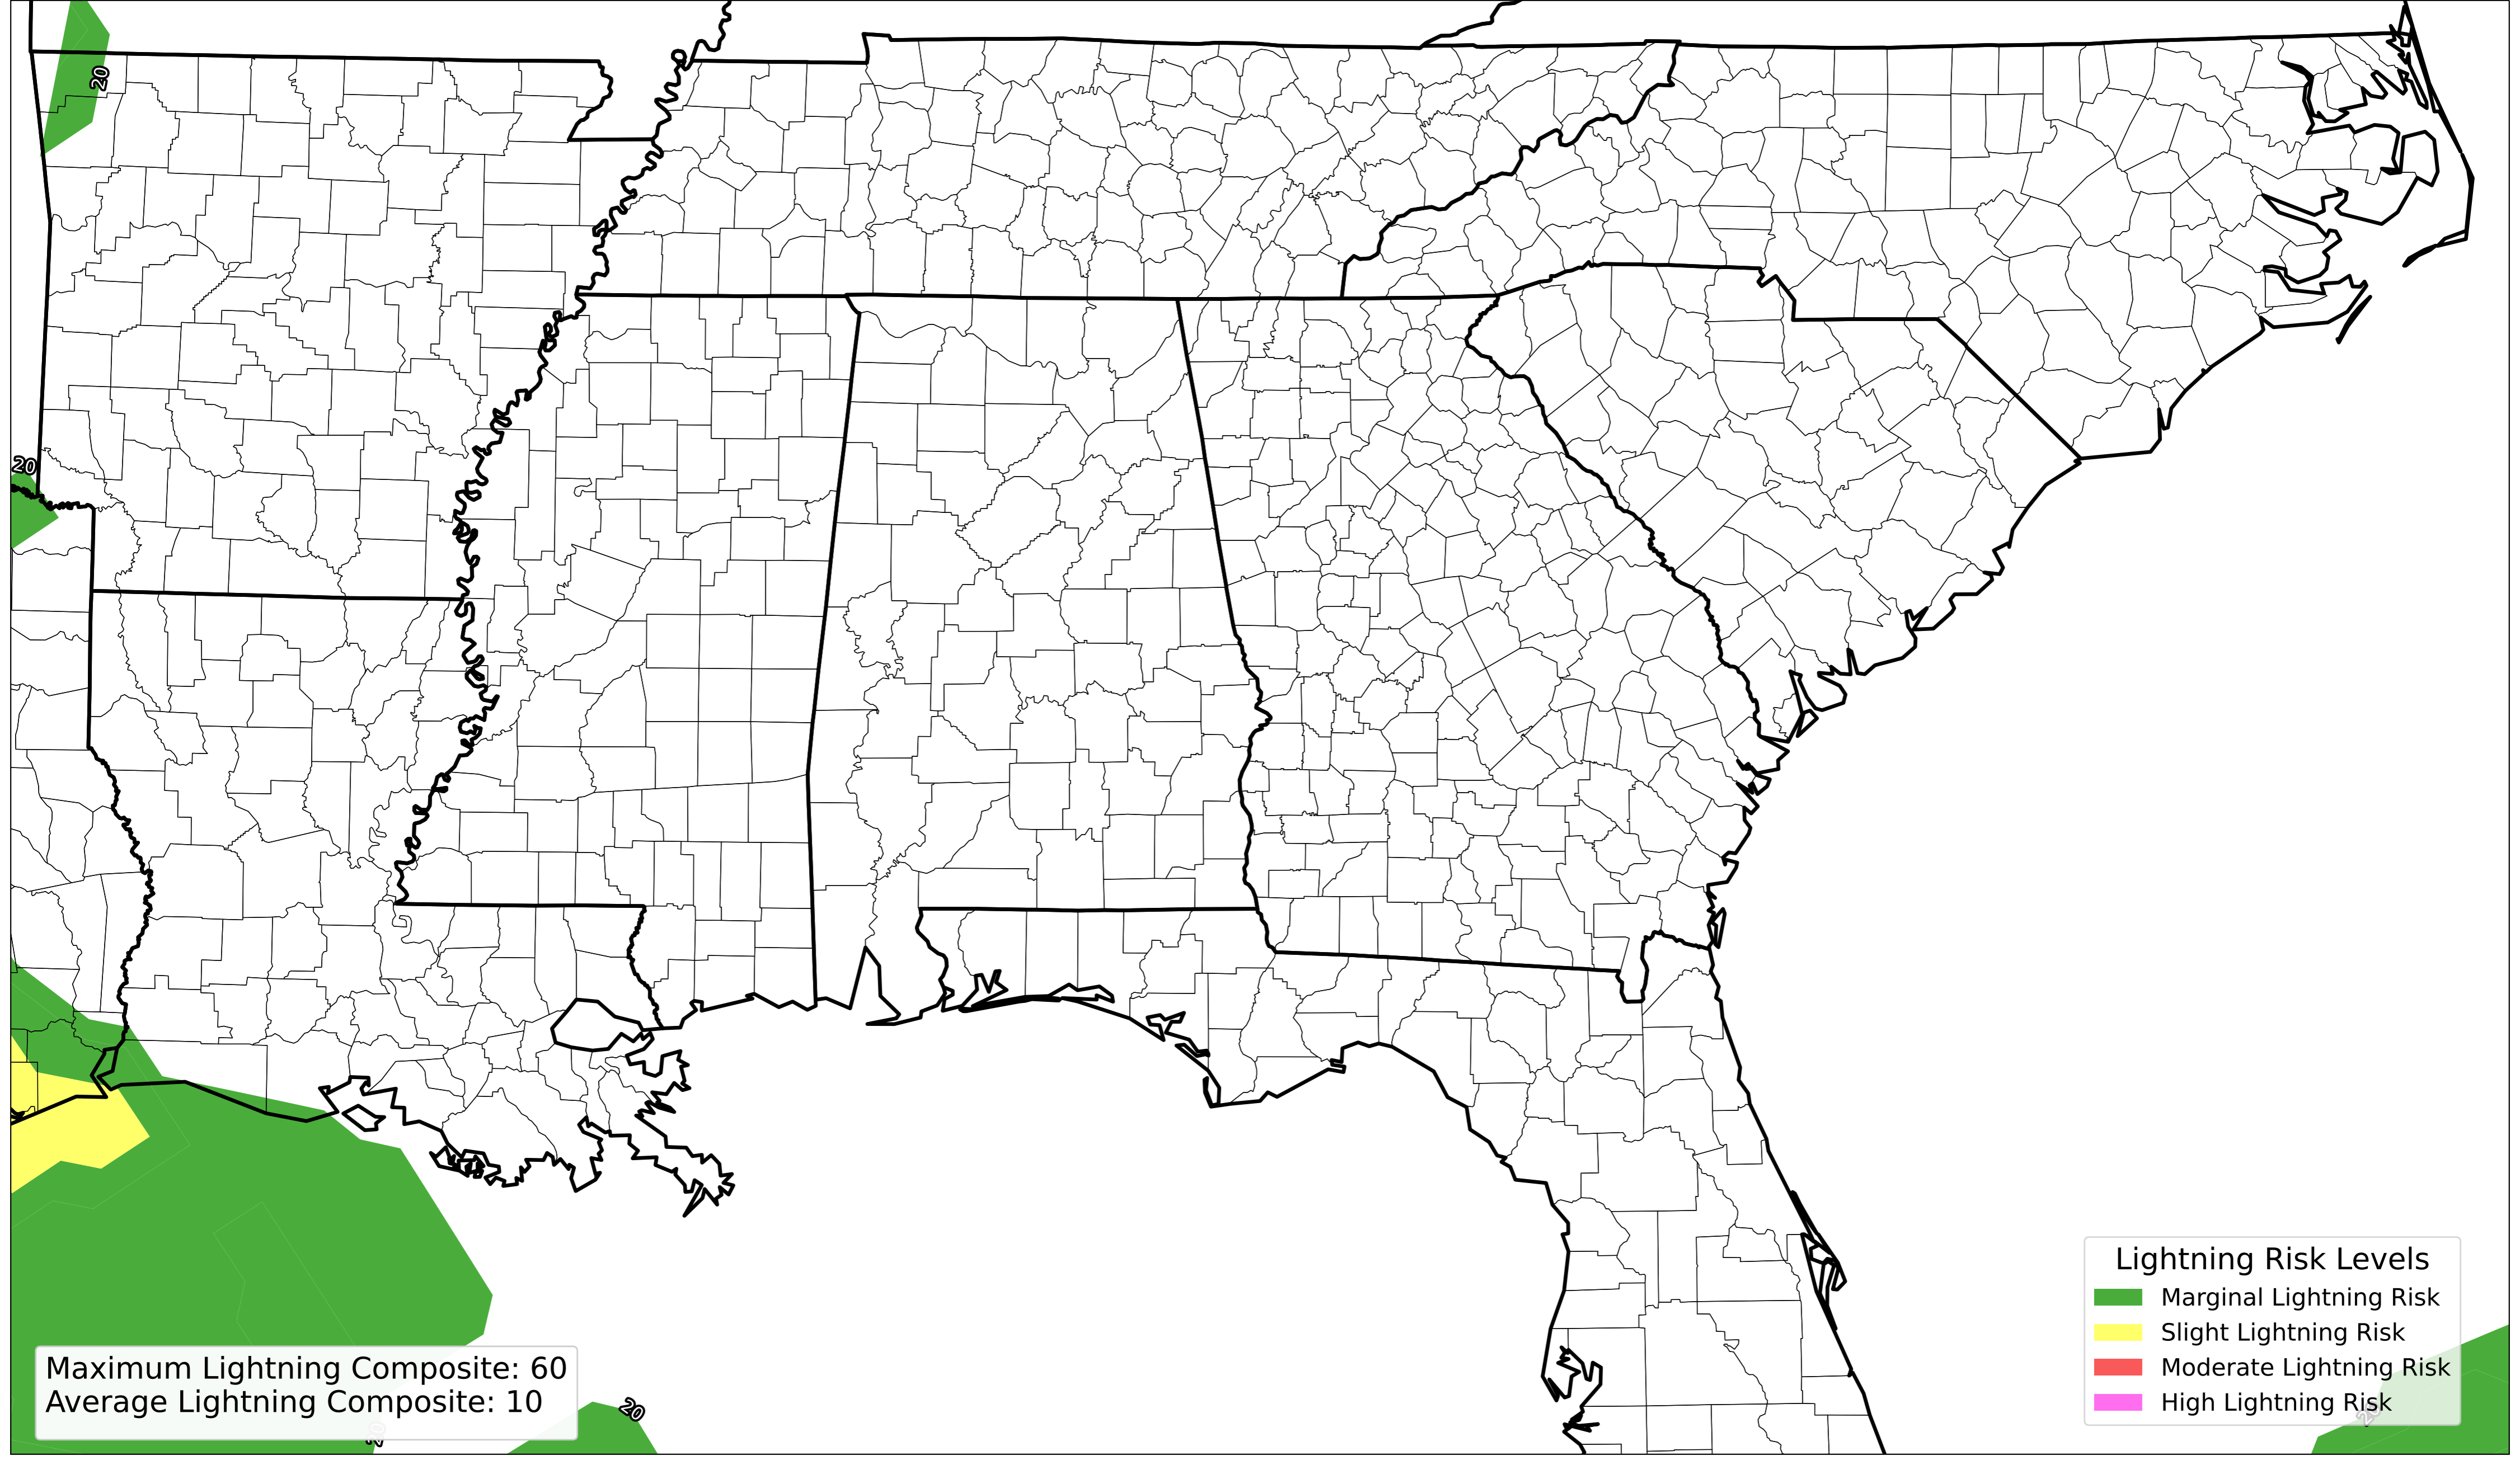 20
20
Lightning Risk Levels
Marginal Lightning Risk
Slight Lightning Risk
Moderate Lightning Risk
High Lightning Risk
Maximum Lightning Composite: 60
Average Lightning Composite: 10
20
20